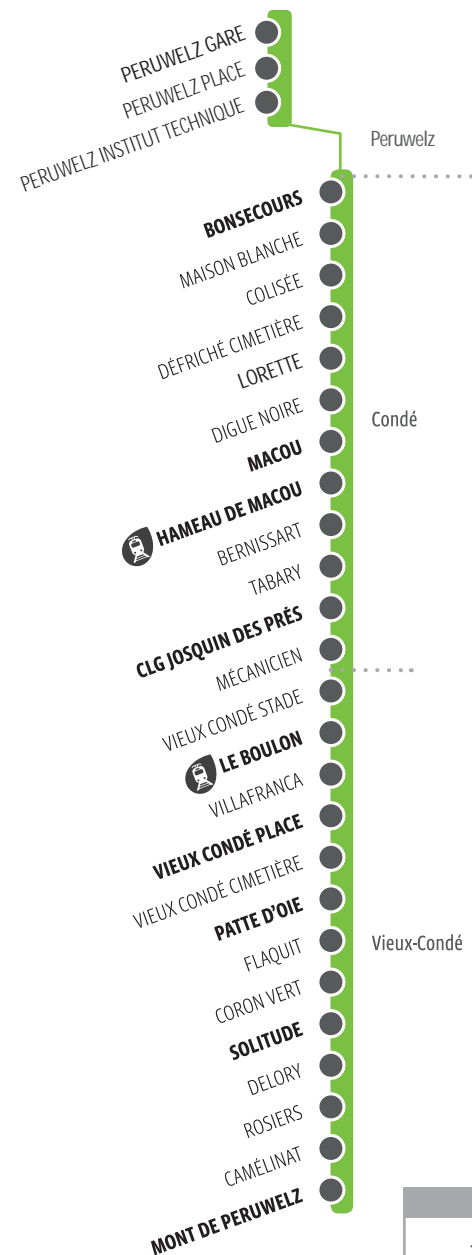 PERUWELZ GARE
PERUWELZ PLACE
PERUWELZ INSTITUT TECHNIQUE
Peruwelz
BONSECOURS
MAISON BLANCHE
COLISÉE
DÉFRICHÉ CIMETIÈRE
LORETTE
DIGUE NOIRE
Condé
MACOU
HAMEAU DE MACOU
BERNISSART
TABARY
CLG JOSQUIN DES PRÉS
MÉCANICIEN
VIEUX CONDÉ STADE
LE BOULON
VILLAFRANCA
VIEUX CONDÉ PLACE
VIEUX CONDÉ CIMETIÈRE
PATTE D'OIE
Vieux-Condé
FLAQUIT
CORON VERT
SOLITUDE
DELORY
ROSIERS
CAMÉLINAT
MONT DE PERUWELZ